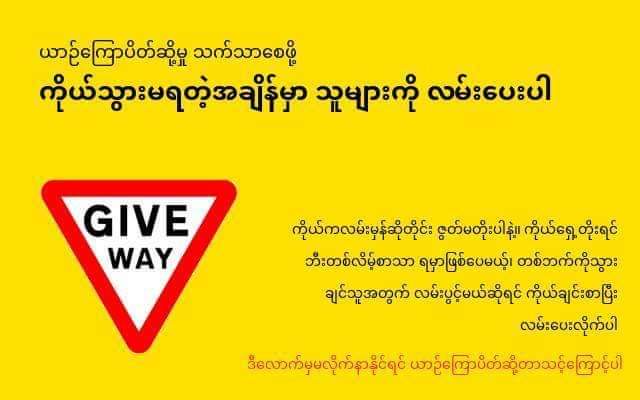 ယာဉ်ကြောပိတ်ဆို့မှု သက်သာစေဖို့
ကိုယ်သွားမရတဲ့အချိန်မှာ သူများကို လမ်းပေးပါ
GIVE
WAY
ကိုယ်ကလမ်းမှန်ဆိုတိုင်း ဇွတ်မတိုးပါနဲ့။ ကိုယ်ရှေ့တိုးရင်
ဘီးတစ်လိမ့်စာသာ ရမှာဖြစ်ပေမယ့်၊ တစ်ဘက်ကိုသွား
ချင်သူအတွက် လမ်းပွင့်မယ်ဆိုရင် ကိုယ်ချင်းစာပြီး
လမ်းပေးလိုက်ပါ
ဒီလောက်မှမလိုက်နာနိုင်ရင် ယာဉ်ကြောပိတ်ဆို့တာသင့်ကြောင့်ပါ